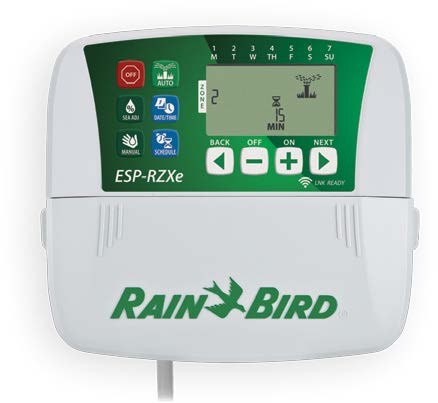 1 2 3 4 5 6 7
M T W TH F S SU
OFF
AUTO
ZONE
2
15
MIN
SEA ADJ
DATE/TIME
MANUAL
SCHEDULE
BACK OFF ON NEXT
ESP-RZXe
LNK READY
RAIN BIRD